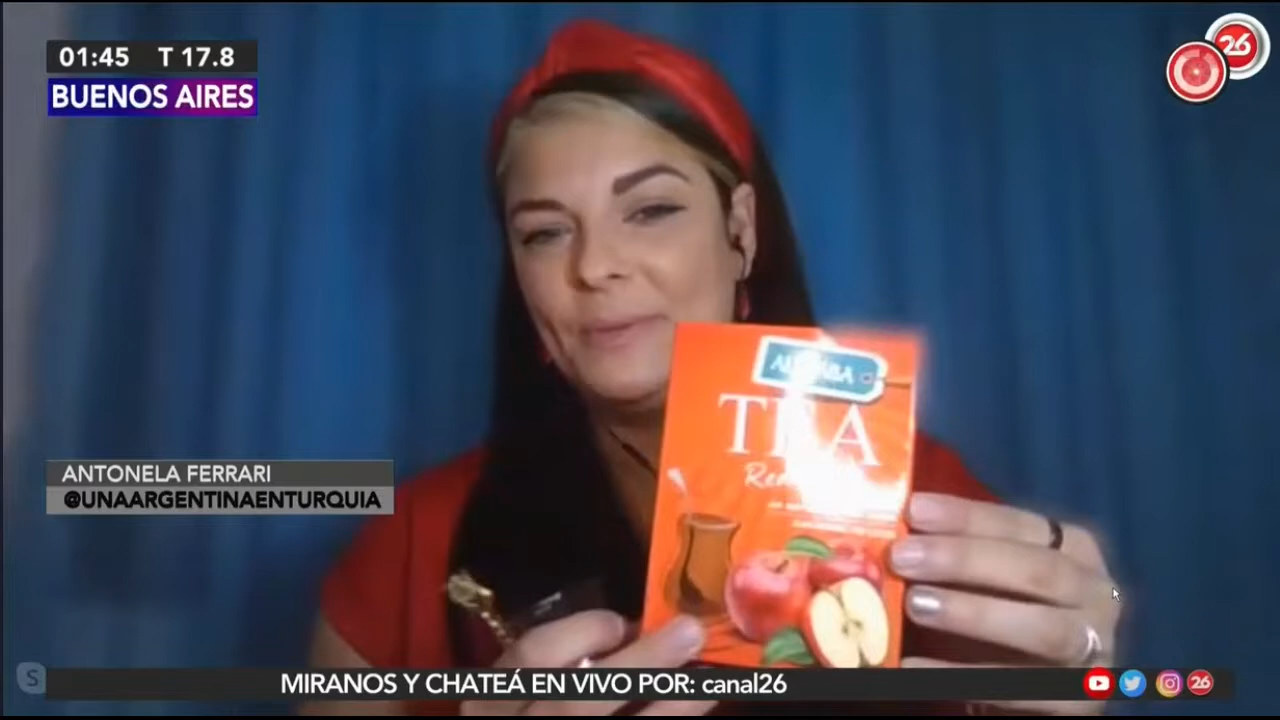 01:45 T 17.8
BUENOS AIRES
26
TEA
ANTONELA FERRARI
@UNAARGENTINAENTURQUIA
S
MIRANOS Y CHATEÁ EN VIVO POR: canal26
26